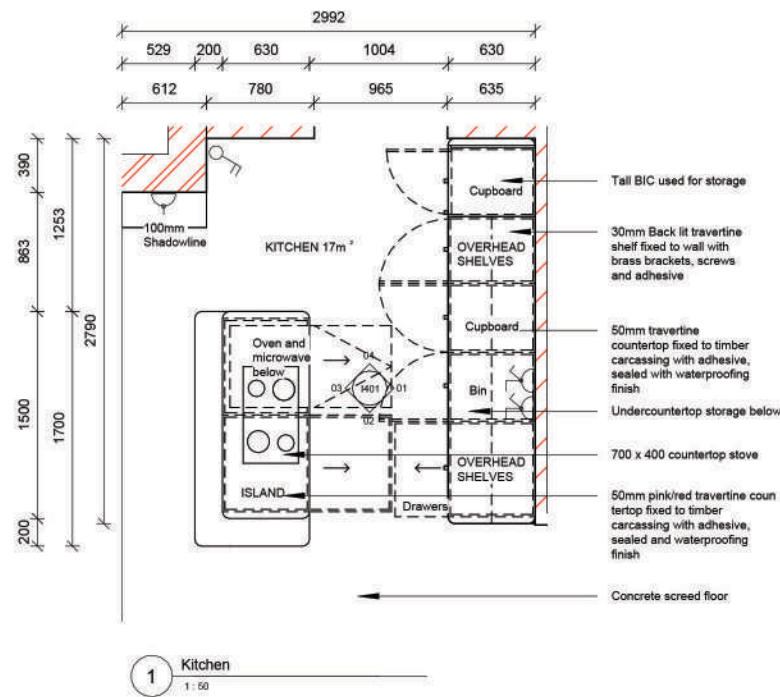 2992
529 200 630 1004 630
612 780 965 635
390
863
1500
200
1253
1700
2790
100mm
Shadowline
KITCHEN 17m ²
Cupboard
OVERHEAD
SHELVES
Cupboard
Bin
OVERHEAD
SHELVES
Oven and
microwave
below
04
03 I401 01
02
ISLAND
Drawers
Tall BIC used for storage
30mm Back lit travertine
shelf fixed to wall with
brass brackets, screws
and adhesive
50mm travertine
countertop fixed to timber
carcassing with adhesive,
sealed with waterproofing
finish
Undercountertop storage below
700 x 400 countertop stove
50mm pink/red travertine coun
tertop fixed to timber
carcassing with adhesive,
sealed and waterproofing
finish
Concrete screed floor
1 Kitchen
1 : 50